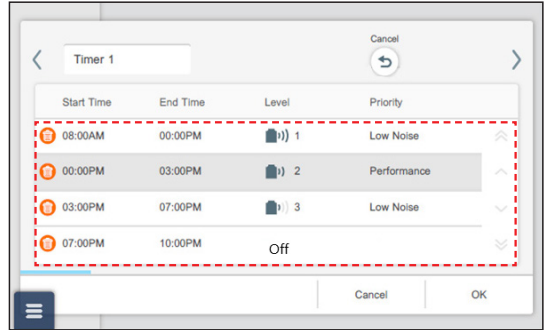 Cancel
Timer 1
Start Time End Time Level Priority
08:00AM 00:00PM 1 Low Noise
00:00PM 03:00PM 2 Performance
03:00PM 07:00PM 3 Low Noise
07:00PM 10:00PM Off
Cancel OK